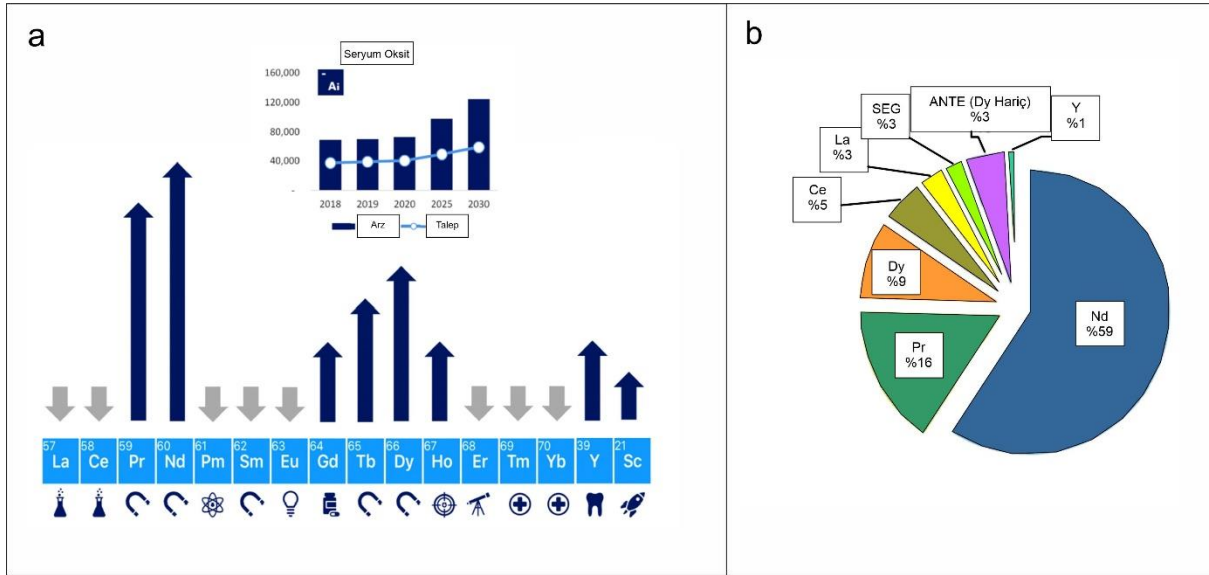 a
Seryum Oksit
160,000
120,000
80,000
40,000
-
Ai
2018 2019 2020 2025 2030
Arz Talep
57 58 59 60 61 62 63 64 65 66 67 68 69 70 39 21
La Ce Pr Nd Pm Sm Eu Gd Tb Dy Ho Er Tm Yb Y Sc
b
SEG
%3
ANTE (Dy Hariç)
%3
Y
%1
La
%3
Ce
%5
Dy
%9
Pr
%16
Nd
%59